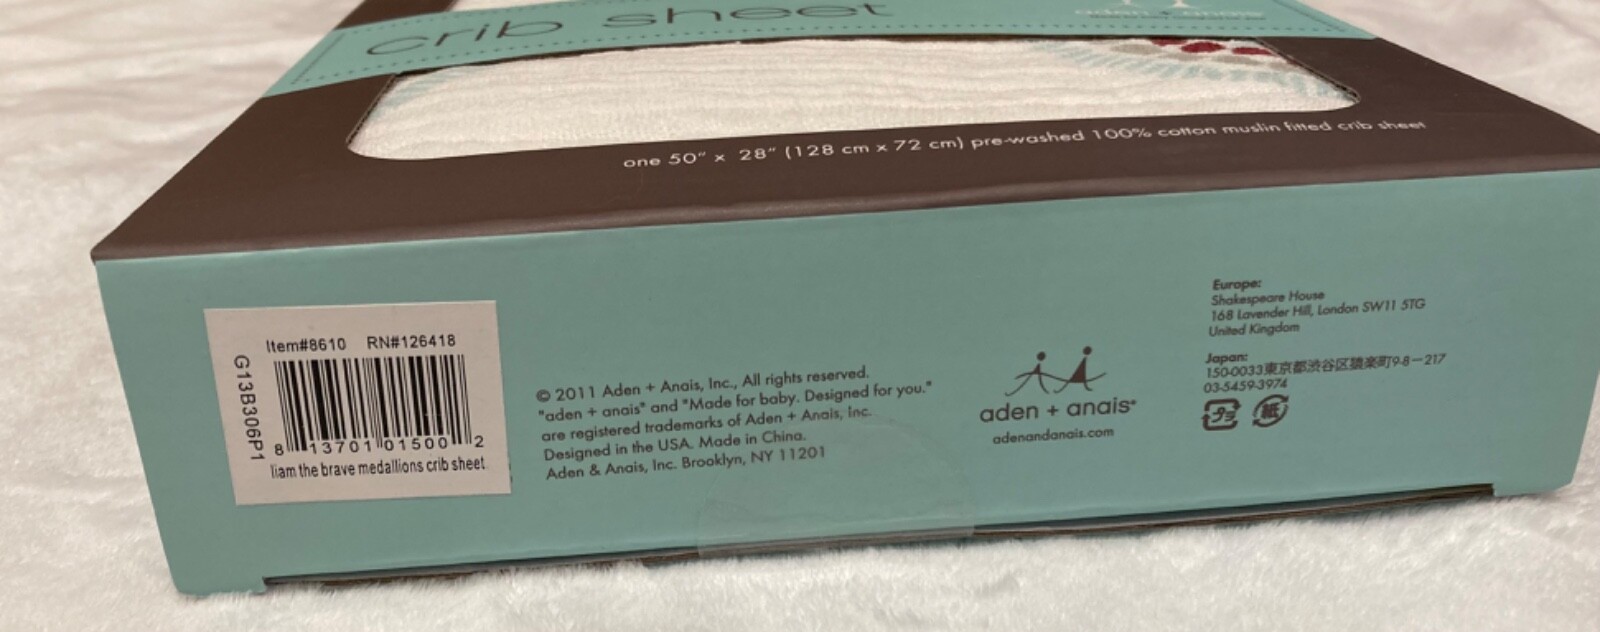 crib sheet
one 50" x 28" (128 cm x 72 cm) pre-washed 100% cotton muslin fitted crib sheet
Item#8610 RN#126418
G13B306P1
8 13701 01500 2
liam the brave medallions crib sheet
© 2011 Aden + Anais, Inc., All rights reserved.
"aden + anais" and "Made for baby. Designed for you."
are registered trademarks of Aden + Anais, Inc.
Designed in the USA. Made in China.
Aden & Anais, Inc. Brooklyn, NY 11201
aden + anais®
adenandanais.com
Europe:
Shakespeare House
168 Lavender Hill, London SW11 5TG
United Kingdom
Japan:
150-0033東京都渋谷区猿楽町9-8-217
03-5459-3974
プラ
紙